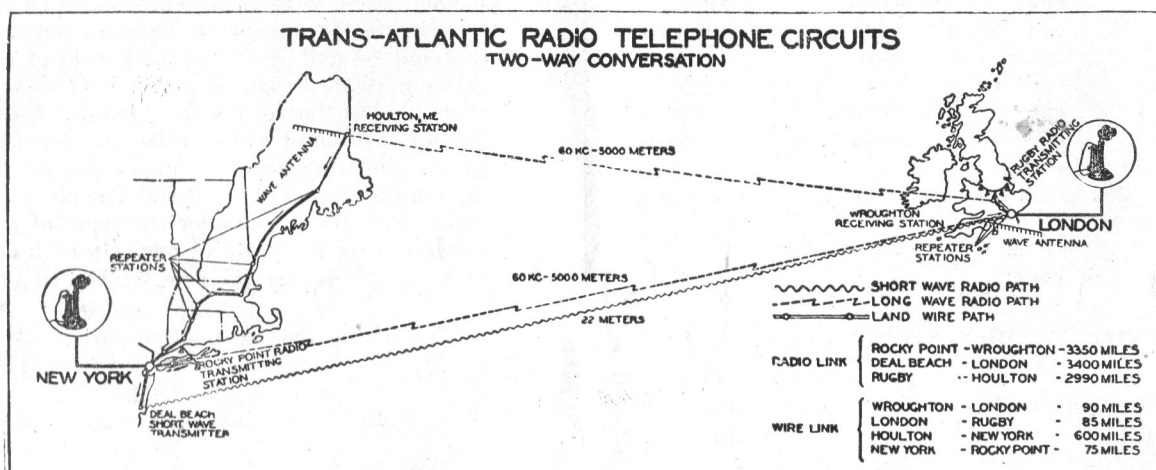 TRANS-ATLANTIC RADIO TELEPHONE CIRCUITS
TWO-WAY CONVERSATION
HOULTON, ME
RECEIVING STATION
WAVE ANTENNA
60 KC-5000 METERS
RUGBY RADIO
TRANSMITTING
STATION
WROUGHTON
RECEIVING STATION
LONDON
WAVE ANTENNA
REPEATER
STATIONS
REPEATER
STATIONS
60 KC-5000 METERS
22 METERS
NEW YORK
ROCKY POINT RADIO
TRANSMITTING
STATION
DEAL BEACH
SHORT WAVE
TRANSMITTER
SHORT WAVE RADIO PATH
LONG WAVE RADIO PATH
LAND WIRE PATH
RADIO LINK
ROCKY POINT - WROUGHTON - 3350 MILES
DEAL BEACH - LONDON - 3400 MILES
RUGBY - HOULTON - 2990 MILES
WIRE LINK
WROUGHTON - LONDON - 90 MILES
LONDON - RUGBY - 85 MILES
HOULTON - NEW YORK - 600 MILES
NEW YORK - ROCKY POINT - 75 MILES